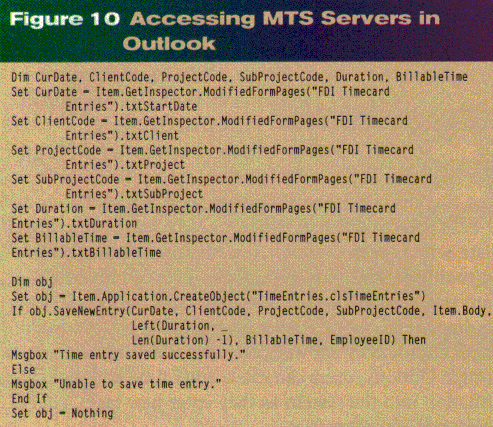 Figure 10 Accessing MTS Servers in
Outlook
Dim CurDate, ClientCode, ProjectCode, SubProjectCode, Duration, BillableTime
Set CurDate = Item.GetInspector.ModifiedFormPages("FDI Timecard
Entries").txtStartDate
Set ClientCode = Item.GetInspector.ModifiedFormPages("FDI Timecard
Entries").txtClient
Set ProjectCode = Item.GetInspector.ModifiedFormPages("FDI Timecard
Entries").txtProject
Set SubProjectCode = Item.GetInspector.ModifiedFormPages("FDI Timecard
Entries").txtSubProject
Set Duration = Item.GetInspector.ModifiedFormPages("FDI Timecard
Entries").txtDuration
Set BillableTime = Item.GetInspector.ModifiedFormPages("FDI Timecard
Entries").txtBillableTime
Dim obj
Set obj = Item.Application.CreateObject("TimeEntries.clsTimeEntries")
If obj.SaveNewEntry(CurDate, ClientCode, ProjectCode, SubProjectCode, Item.Body,
Left(Duration, _
Len(Duration) -1), BillableTime, EmployeeID) Then
Msgbox "Time entry saved successfully."
Else
Msgbox "Unable to save time entry."
End If
Set obj = Nothing